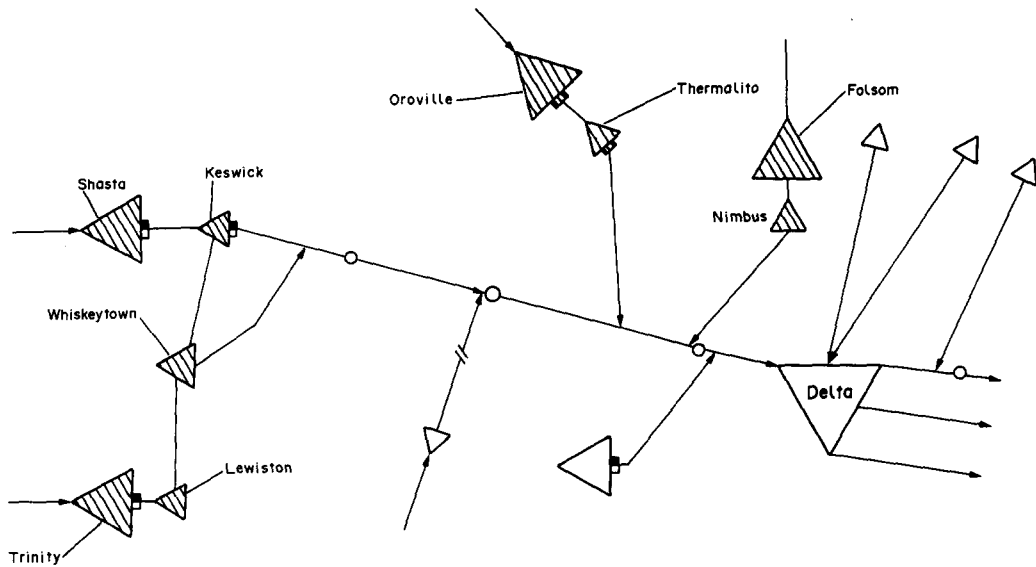 Oroville
Thermalito
Folsom
Shasta
Keswick
Nimbus
Whiskeytown
Delta
Lewiston
Trinity